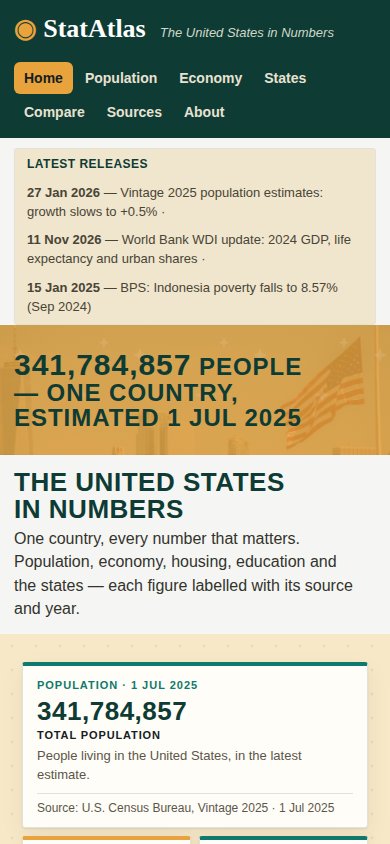 StatAtlas The United States in Numbers
Home Population Economy States
Compare Sources About
LATEST RELEASES
27 Jan 2026 — Vintage 2025 population estimates:
growth slows to +0.5% ·
11 Nov 2026 — World Bank WDI update: 2024 GDP, life
expectancy and urban shares ·
15 Jan 2025 — BPS: Indonesia poverty falls to 8.57%
(Sep 2024)
341,784,857 PEOPLE
— ONE COUNTRY,
ESTIMATED 1 JUL 2025
THE UNITED STATES
IN NUMBERS
One country, every number that matters.
Population, economy, housing, education and
the states — each figure labelled with its source
and year.
POPULATION · 1 JUL 2025
341,784,857
TOTAL POPULATION
People living in the United States, in the latest
estimate.
Source: U.S. Census Bureau, Vintage 2025 · 1 Jul 2025